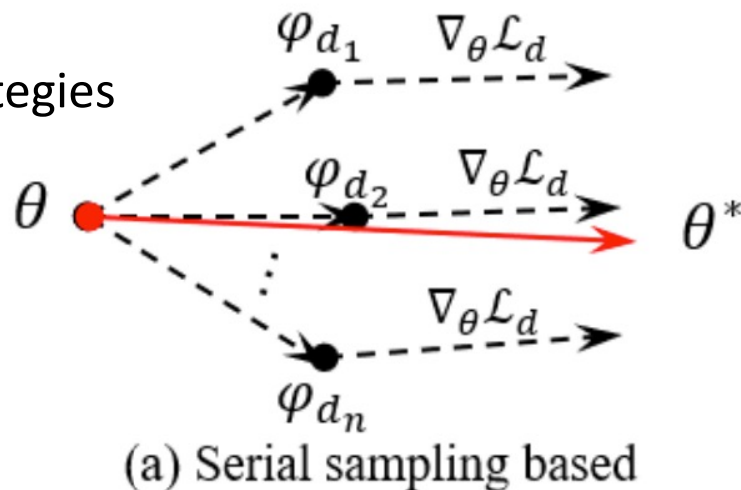 φ_{d_1} ∇_θ ℒ_d
tegies
φ_{d_2} ∇_θ ℒ_d
θ θ*
∇_θ ℒ_d
φ_{d_n}
(a) Serial sampling based